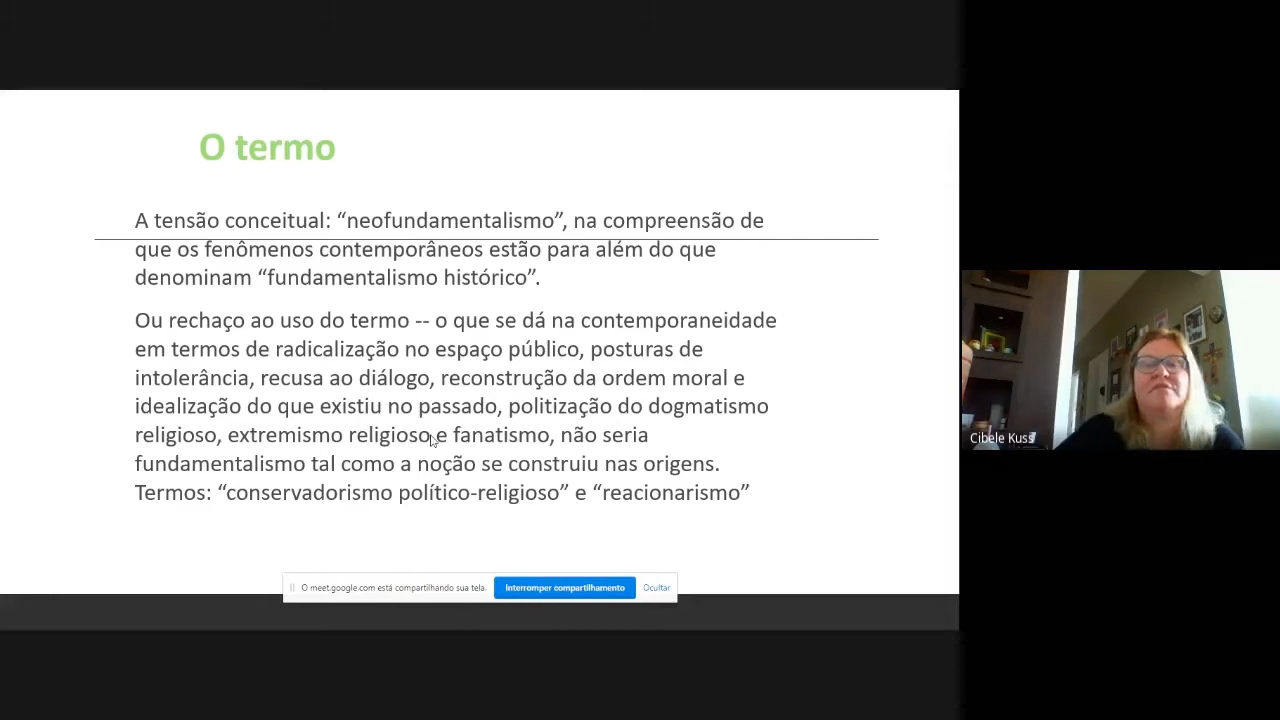 O termo
A tensão conceitual: “neofundamentalismo”, na compreensão de
que os fenômenos contemporâneos estão para além do que
denominam “fundamentalismo histórico”.
Ou rechaço ao uso do termo -- o que se dá na contemporaneidade
em termos de radicalização no espaço público, posturas de
intolerância, recusa ao diálogo, reconstrução da ordem moral e
idealização do que existiu no passado, politização do dogmatismo
religioso, extremismo religioso e fanatismo, não seria
fundamentalismo tal como a noção se construiu nas origens.
Termos: “conservadorismo político-religioso” e “reacionarismo”
Cibele Kuss
O meet.google.com está compartilhando sua tela. Interromper compartilhamento Ocultar